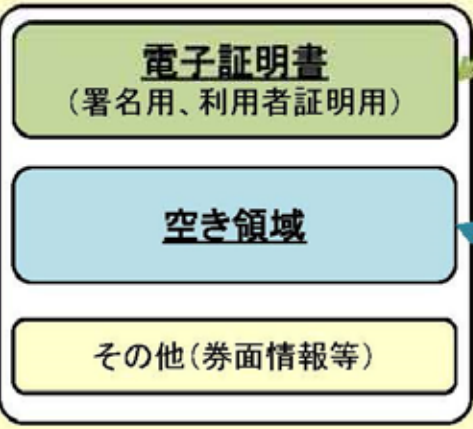 電子証明書
（署名用、利用者証明用）
空き領域
その他（券面情報等）